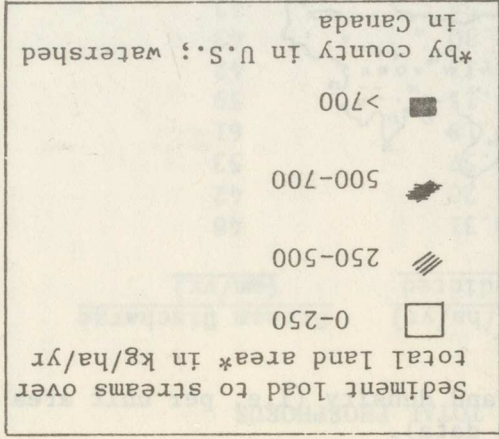 Sediment load to streams over
total land area* in kg/ha/yr
0-250
250-500
500-700
>700
*by county in U.S.; watershed
in Canada